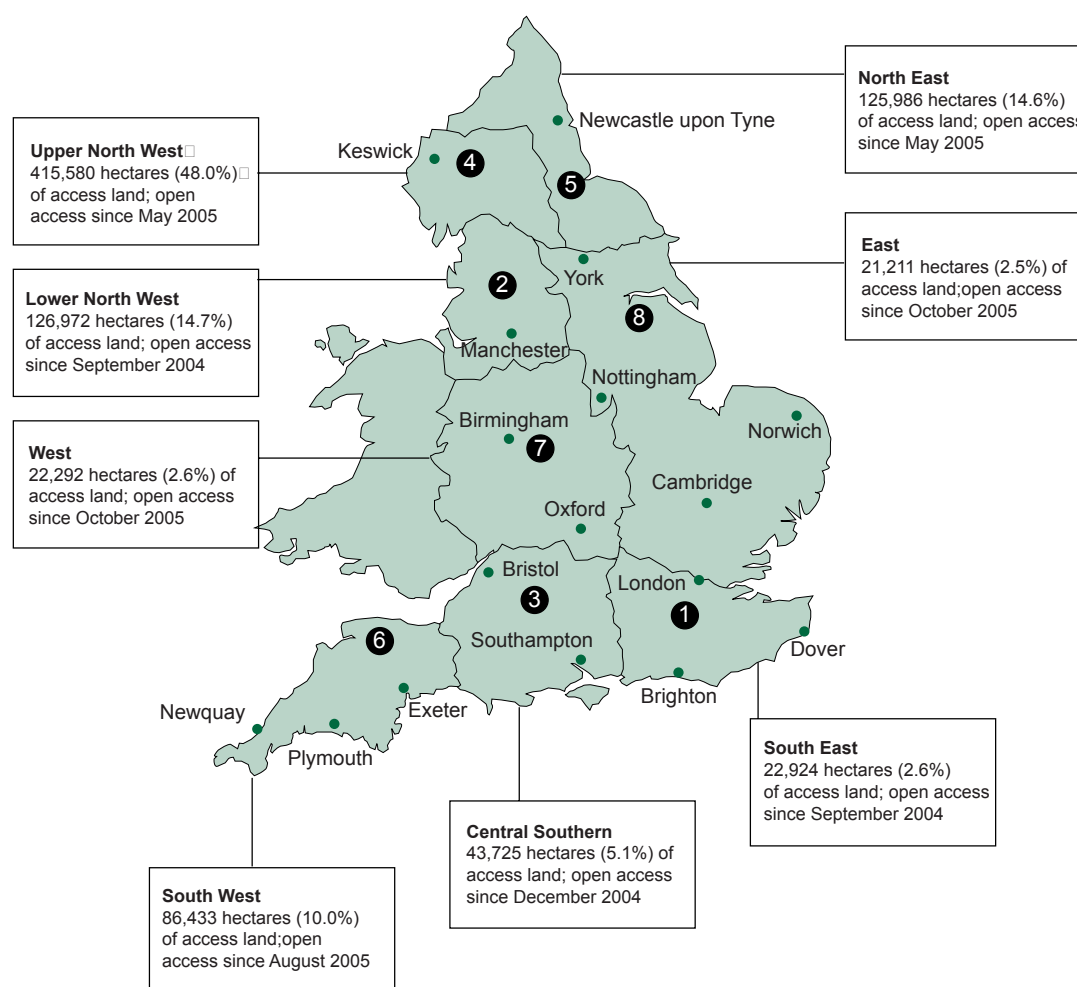 North East
125,986 hectares (14.6%)
of access land; open access
since May 2005
Newcastle upon Tyne
Upper North West
415,580 hectares (48.0%)
of access land; open
access since May 2005
Keswick
4
5
East
21,211 hectares (2.5%) of
access land;open access
since October 2005
York
Lower North West
126,972 hectares (14.7%)
of access land; open access
since September 2004
2
8
Manchester
Nottingham
Norwich
West
22,292 hectares (2.6%) of
access land; open access
since October 2005
Birmingham
7
Cambridge
Oxford
Bristol
London
3
1
6
Southampton
Dover
Brighton
Newquay
Exeter
Plymouth
South East
22,924 hectares (2.6%)
of access land; open access
since September 2004
Central Southern
43,725 hectares (5.1%) of
access land; open access
since December 2004
South West
86,433 hectares (10.0%)
of access land;open
access since August 2005